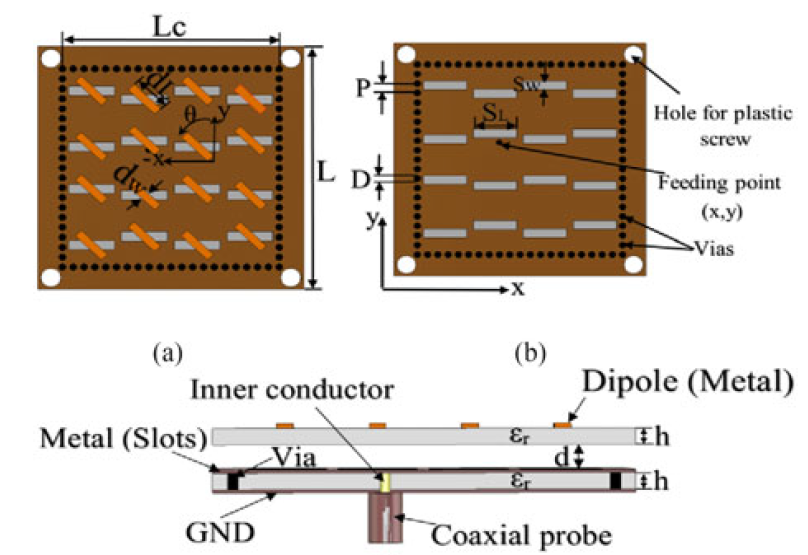 Lc
dl
θ
y
-x
dw
L
P
Sw
SL
D
y
x
Hole for plastic
screw
Feeding point
(x,y)
Vias
(a)
(b)
Inner conductor
Dipole (Metal)
Metal (Slots)
εr
h
Via
d
εr
h
GND
Coaxial probe